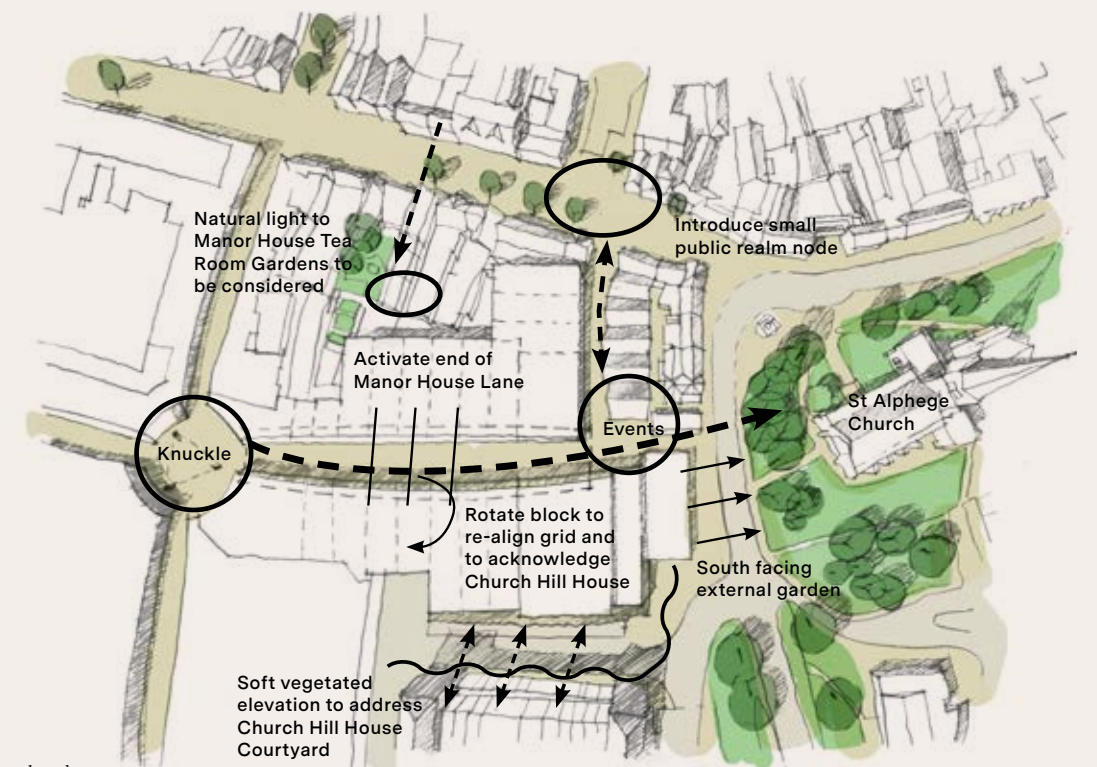 Natural light to
Manor House Tea
Room Gardens to
be considered
Introduce small
public realm node
Activate end of
Manor House Lane
St Alphege
Church
Knuckle
Events
Rotate block to
re-align grid and
to acknowledge
Church Hill House
South facing
external garden
Soft vegetated
elevation to address
Church Hill House
Courtyard